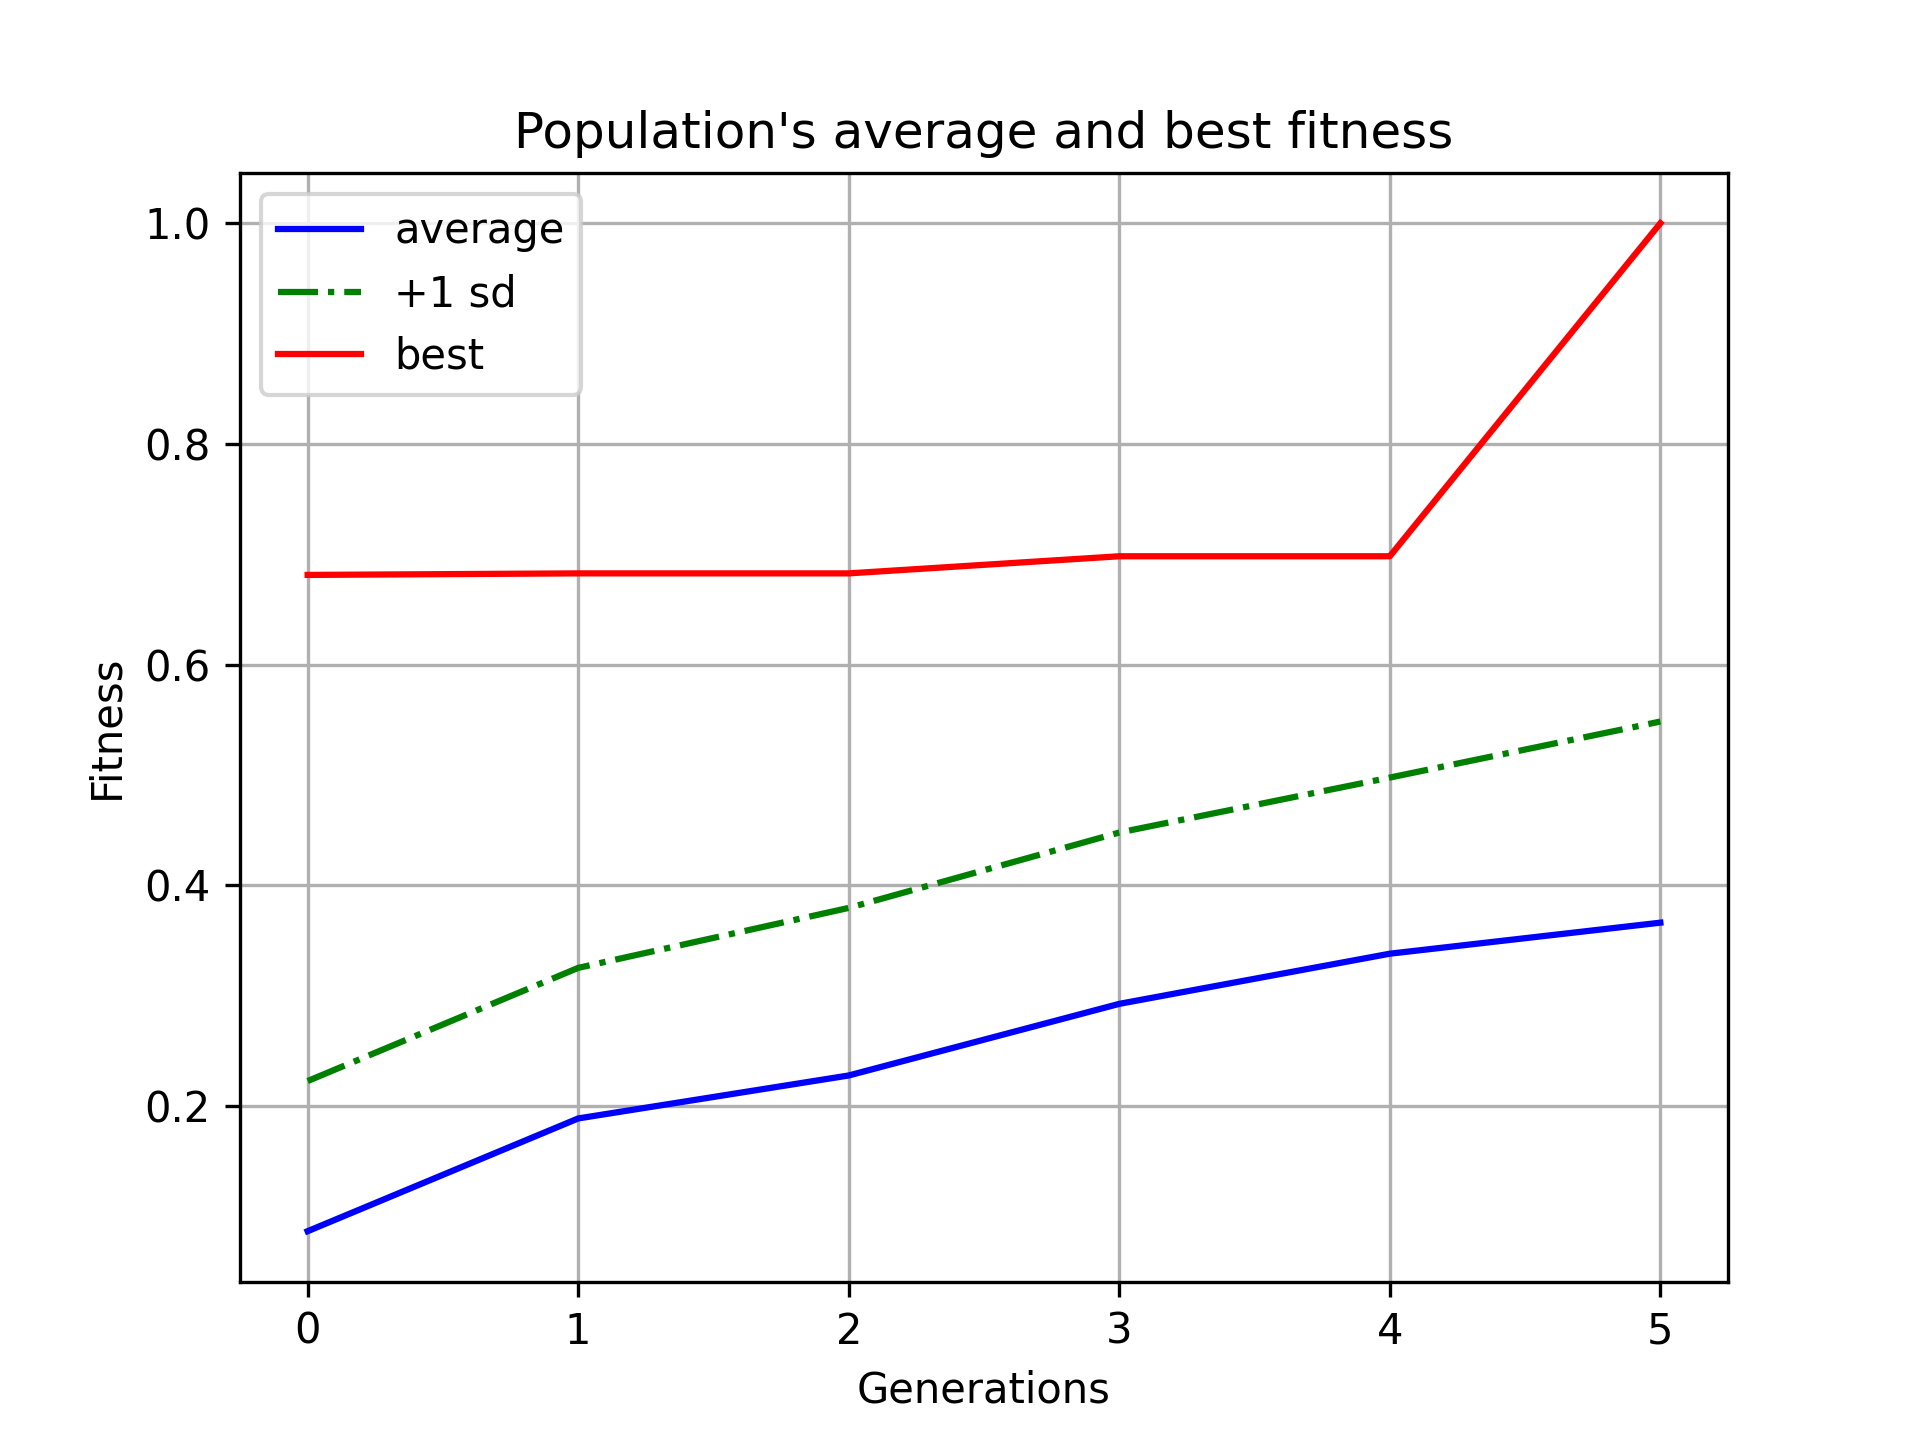 Population's average and best fitness
average
+1 sd
best
1.0
0.8
0.6
0.4
0.2
Fitness
0 1 2 3 4 5
Generations